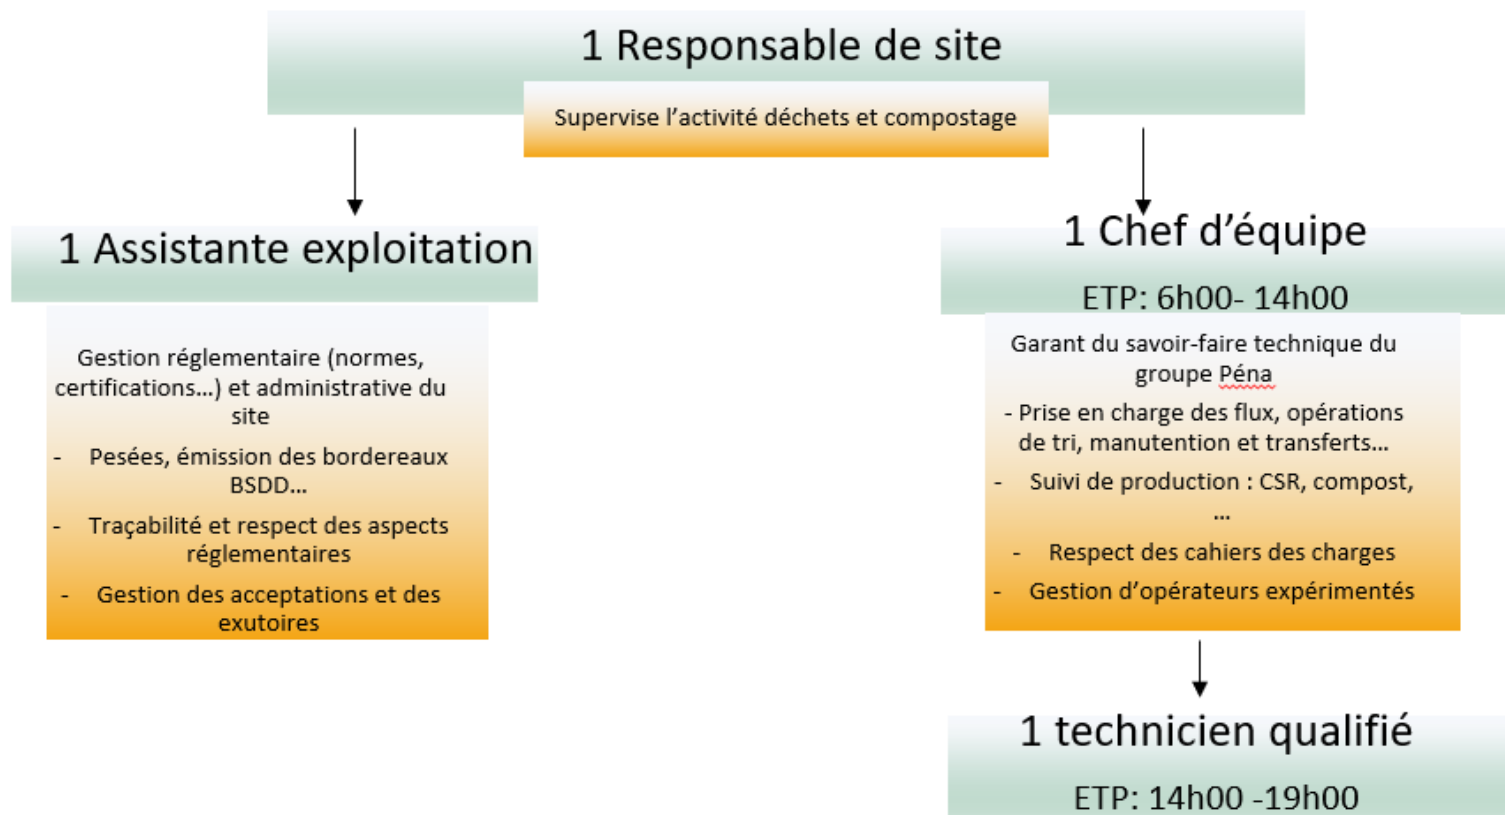 1 Responsable de site
Supervise l’activité déchets et compostage
1 Assistante exploitation
Gestion réglementaire (normes,
certifications…) et administrative du
site
- Pesées, émission des bordereaux
BSDD…
- Traçabilité et respect des aspects
réglementaires
- Gestion des acceptations et des
exutoires
1 Chef d’équipe
ETP: 6h00- 14h00
Garant du savoir-faire technique du
groupe Péna
- Prise en charge des flux, opérations
de tri, manutention et transferts…
- Suivi de production : CSR, compost,
…
- Respect des cahiers des charges
- Gestion d’opérateurs expérimentés
1 technicien qualifié
ETP: 14h00 -19h00